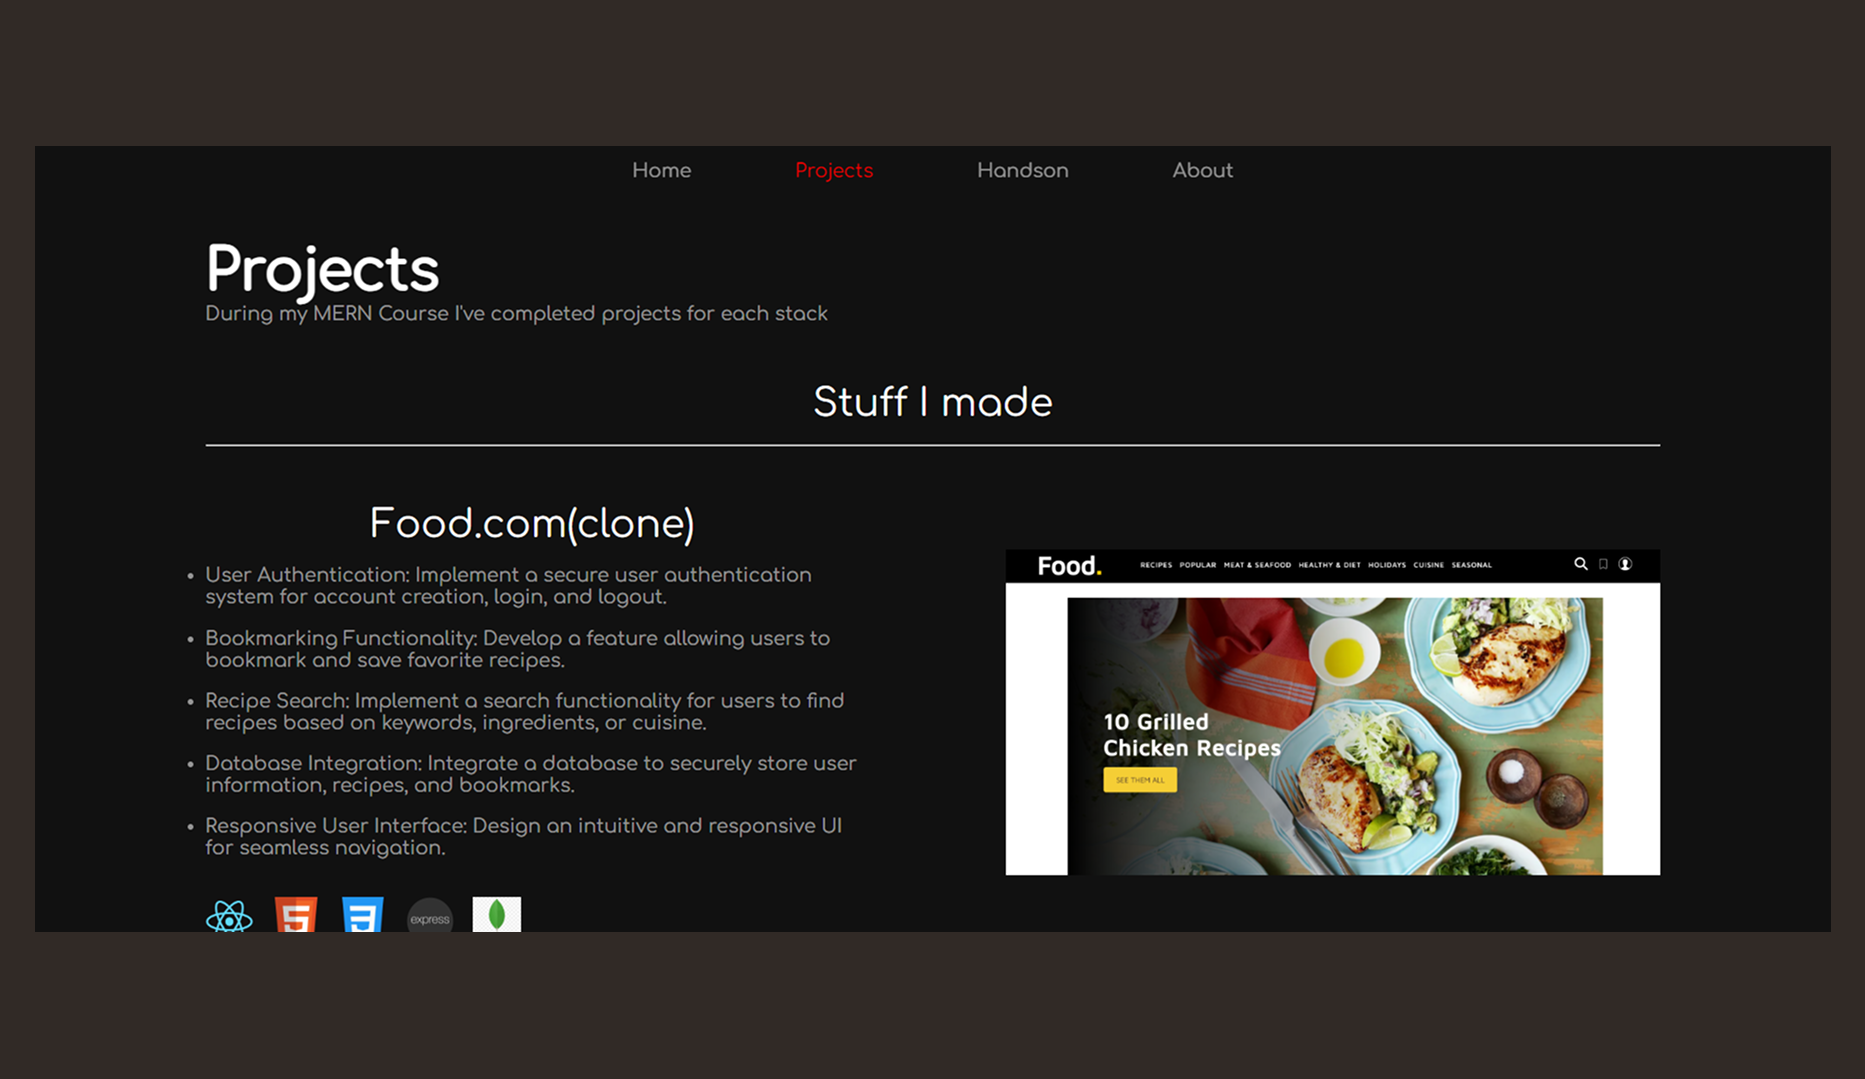 Home Projects Handson About
Projects
During my MERN Course I've completed projects for each stack
Stuff I made
Food.com(clone)
• User Authentication: Implement a secure user authentication
system for account creation, login, and logout.
• Bookmarking Functionality: Develop a feature allowing users to
bookmark and save favorite recipes.
• Recipe Search: Implement a search functionality for users to find
recipes based on keywords, ingredients, or cuisine.
• Database Integration: Integrate a database to securely store user
information, recipes, and bookmarks.
• Responsive User Interface: Design an intuitive and responsive UI
for seamless navigation.
express
Food. RECIPES POPULAR MEAT & SEAFOOD HEALTHY & DIET HOLIDAYS CUISINE SEASONAL
10 Grilled
Chicken Recipes
SEE THEM ALL